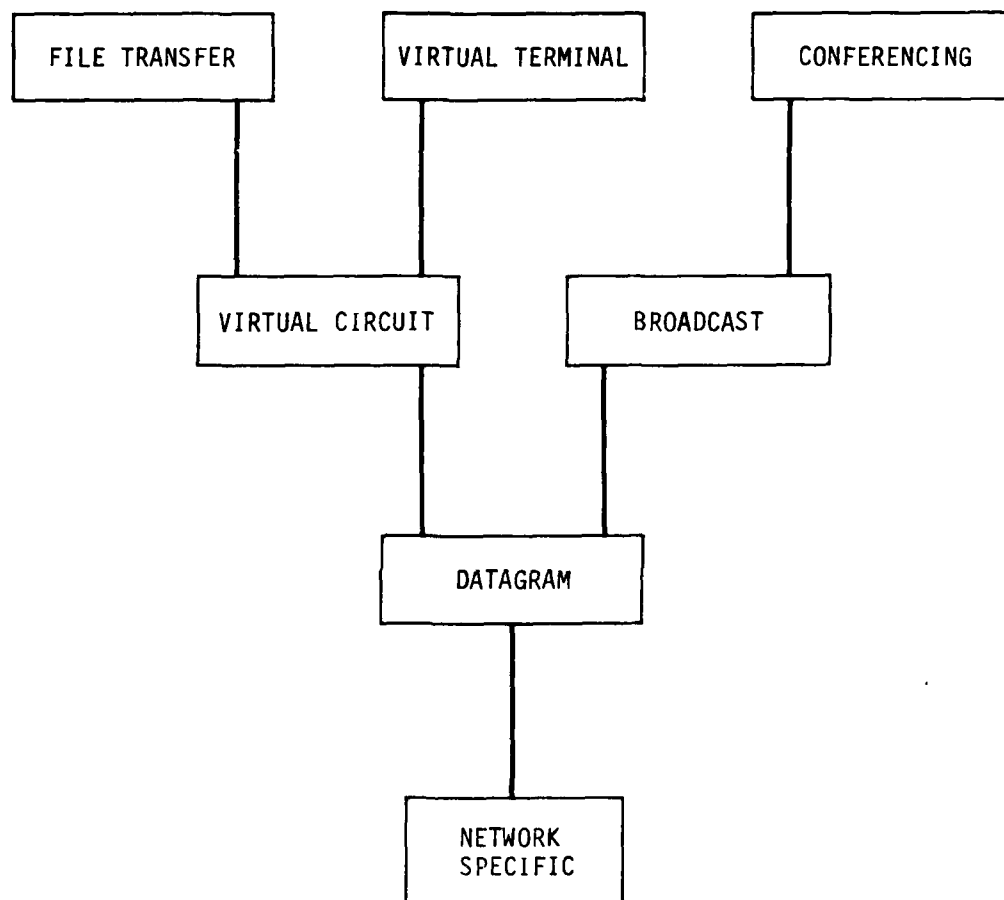 FILE TRANSFER
VIRTUAL TERMINAL
CONFERENCING
VIRTUAL CIRCUIT
BROADCAST
DATAGRAM
NETWORK
SPECIFIC